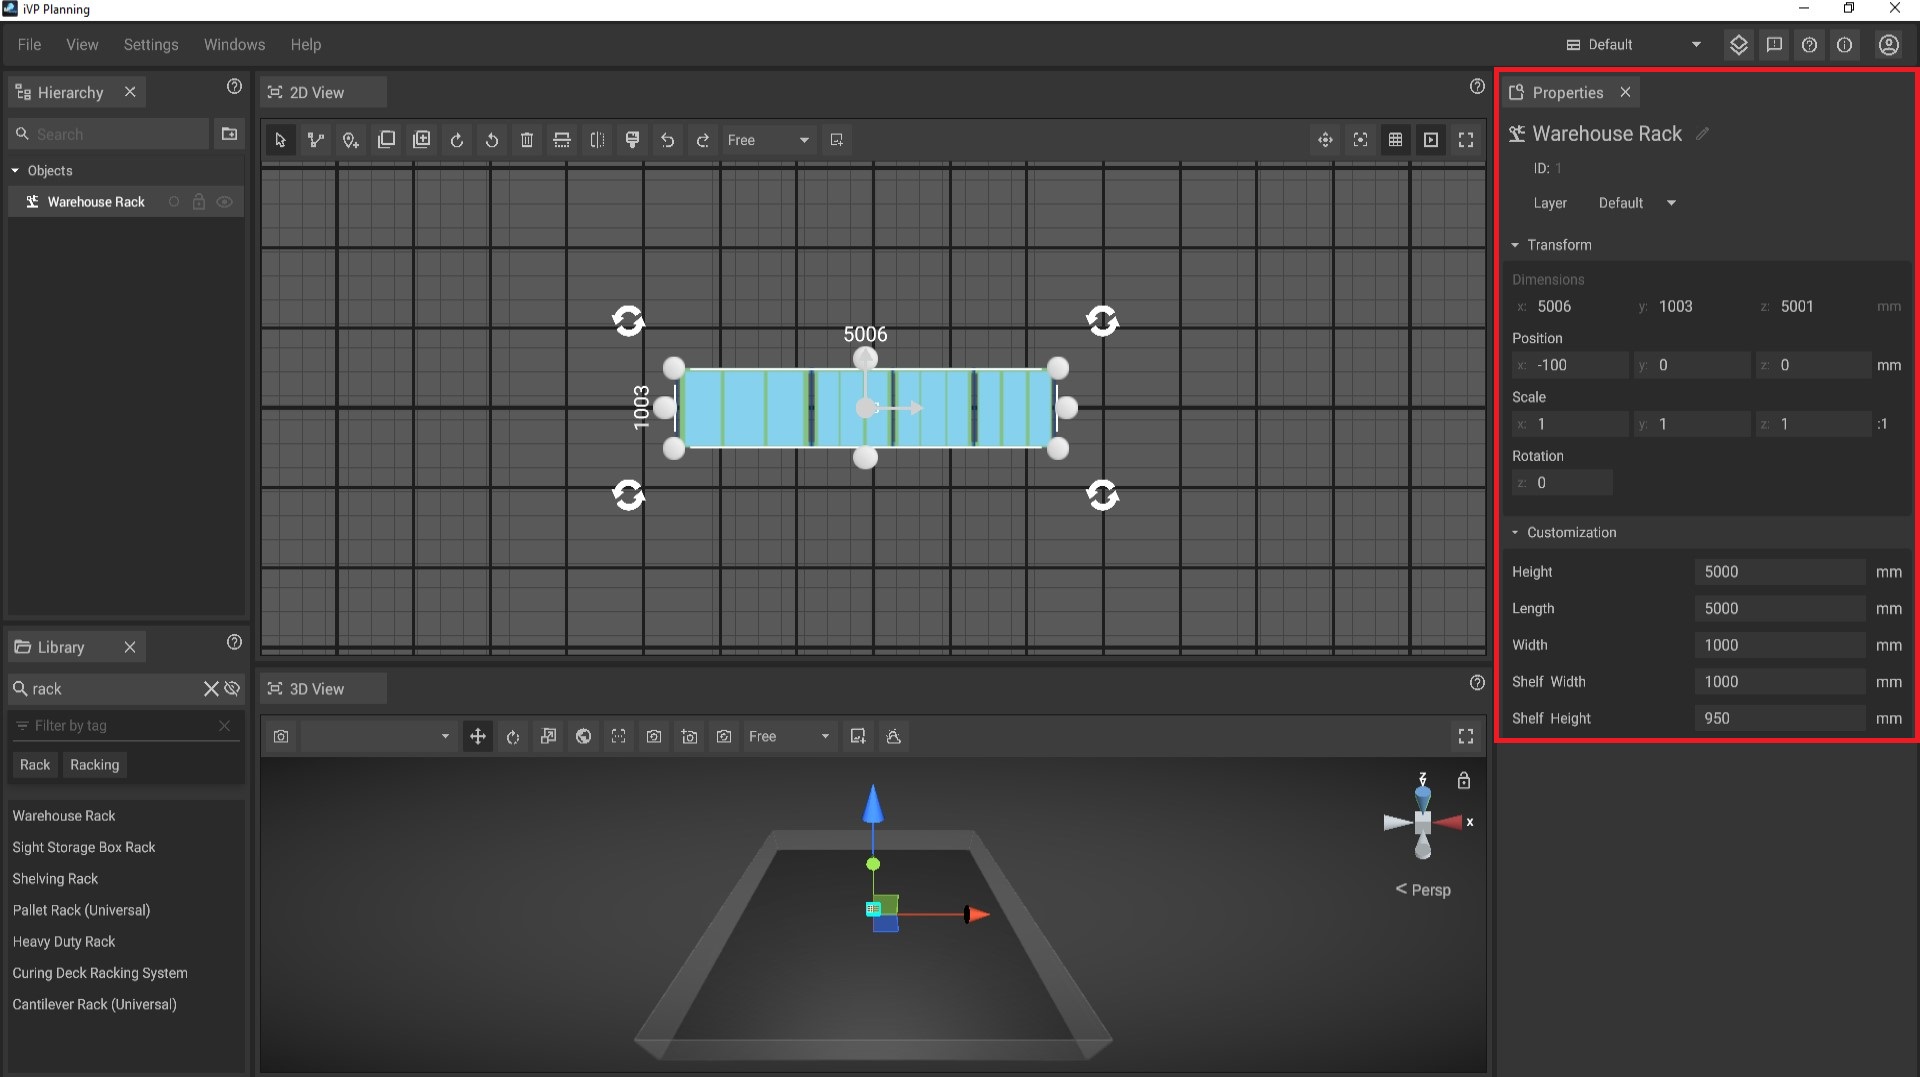 iVP Planning
File View Settings Windows Help
Default
Hierarchy
Search
Objects
Warehouse Rack
Library
rack
Filter by tag
Rack Racking
Warehouse Rack
Sight Storage Box Rack
Shelving Rack
Pallet Rack (Universal)
Heavy Duty Rack
Curing Deck Racking System
Cantilever Rack (Universal)
2D View
Free
5006
1003
3D View
Free
z
x
< Persp
Properties
Warehouse Rack
ID: 1
Layer Default
Transform
Dimensions
x: 5006 y: 1003 z: 5001 mm
Position
x: -100 y: 0 z: 0 mm
Scale
x: 1 y: 1 z: 1 :1
Rotation
z: 0
Customization
Height 5000 mm
Length 5000 mm
Width 1000 mm
Shelf Width 1000 mm
Shelf Height 950 mm